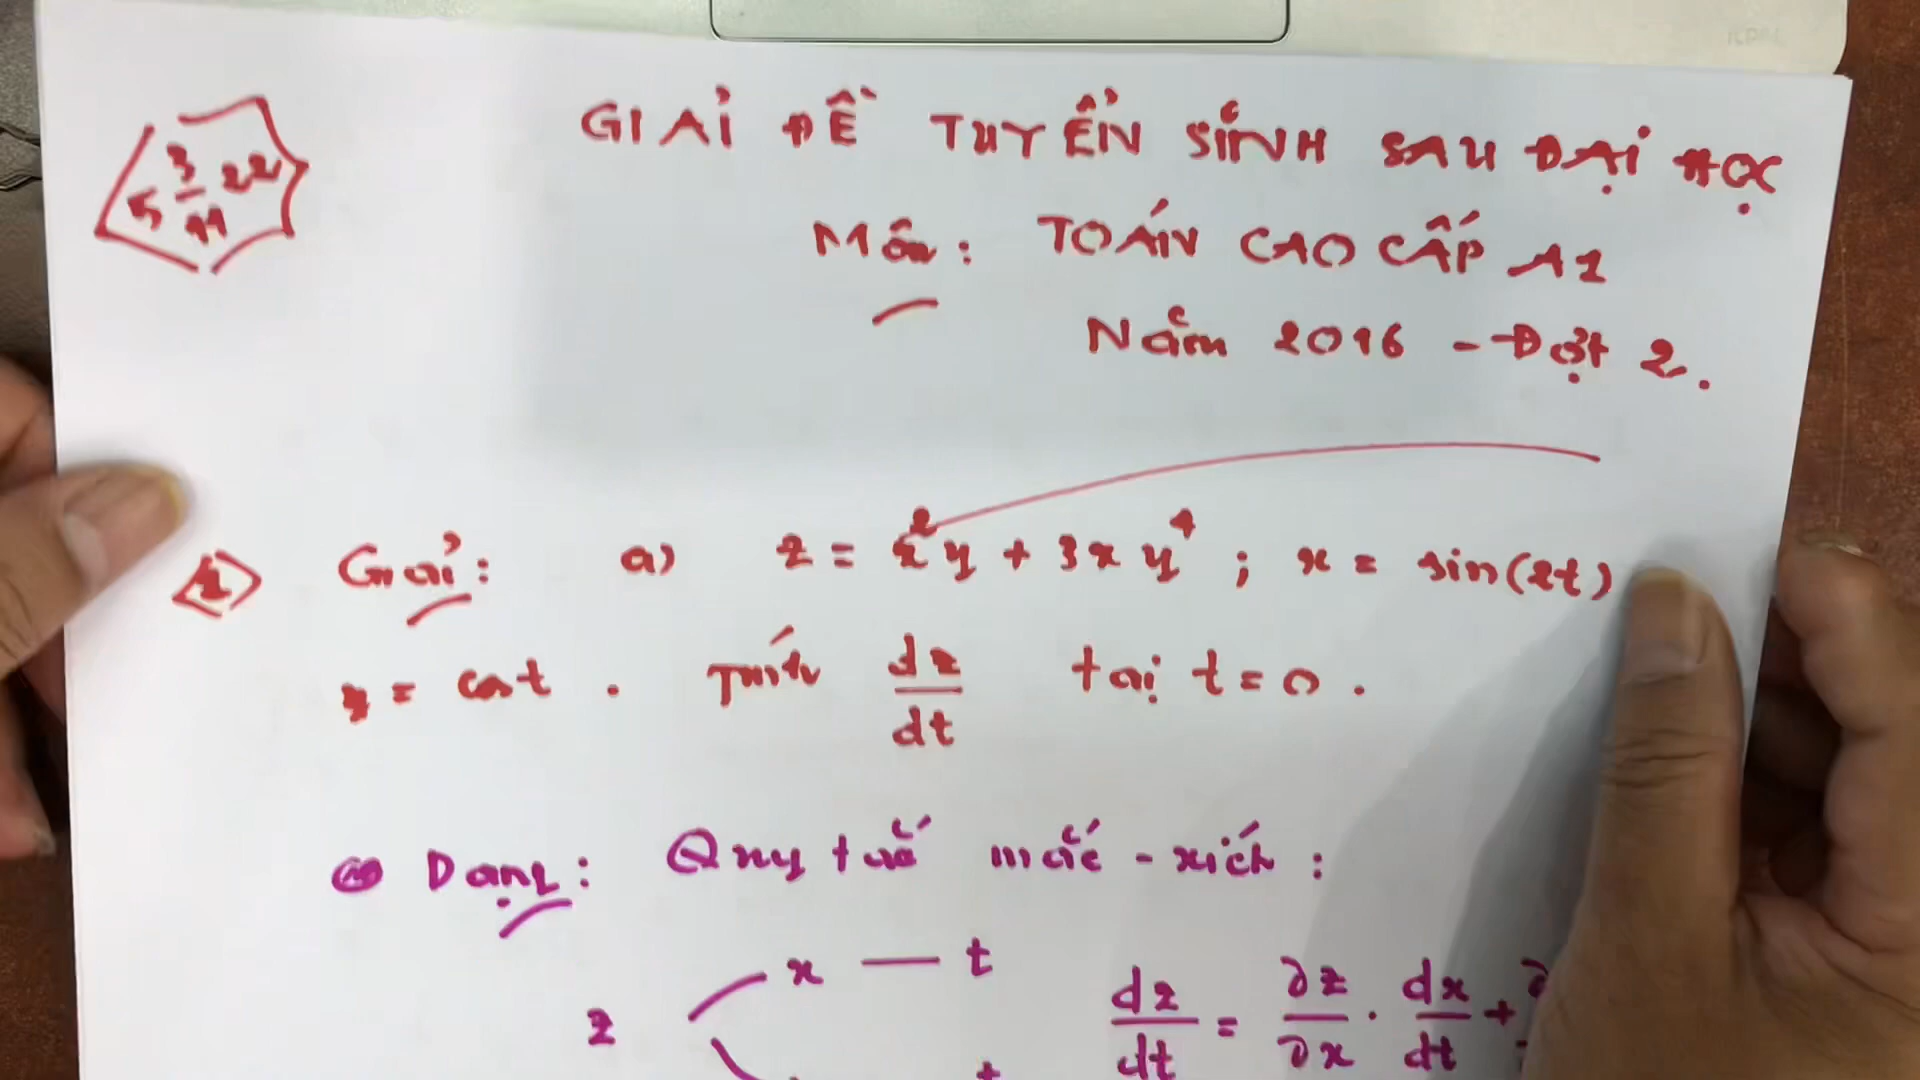 5 3/11 22
GIẢI ĐỀ TUYỂN SINH SAU ĐẠI HỌC
Môn: TOÁN CAO CẤP A1
Năm 2016 - Đợt 2.
1 Giải: a) z = x²y + 3xy⁴ ; x = sin(2t)
y = cost . Tính dz/dt tại t = 0 .
Dạng: Quy tắc mắc - xích :
x — t
z
dz/dt = ∂z/∂x . dx/dt +